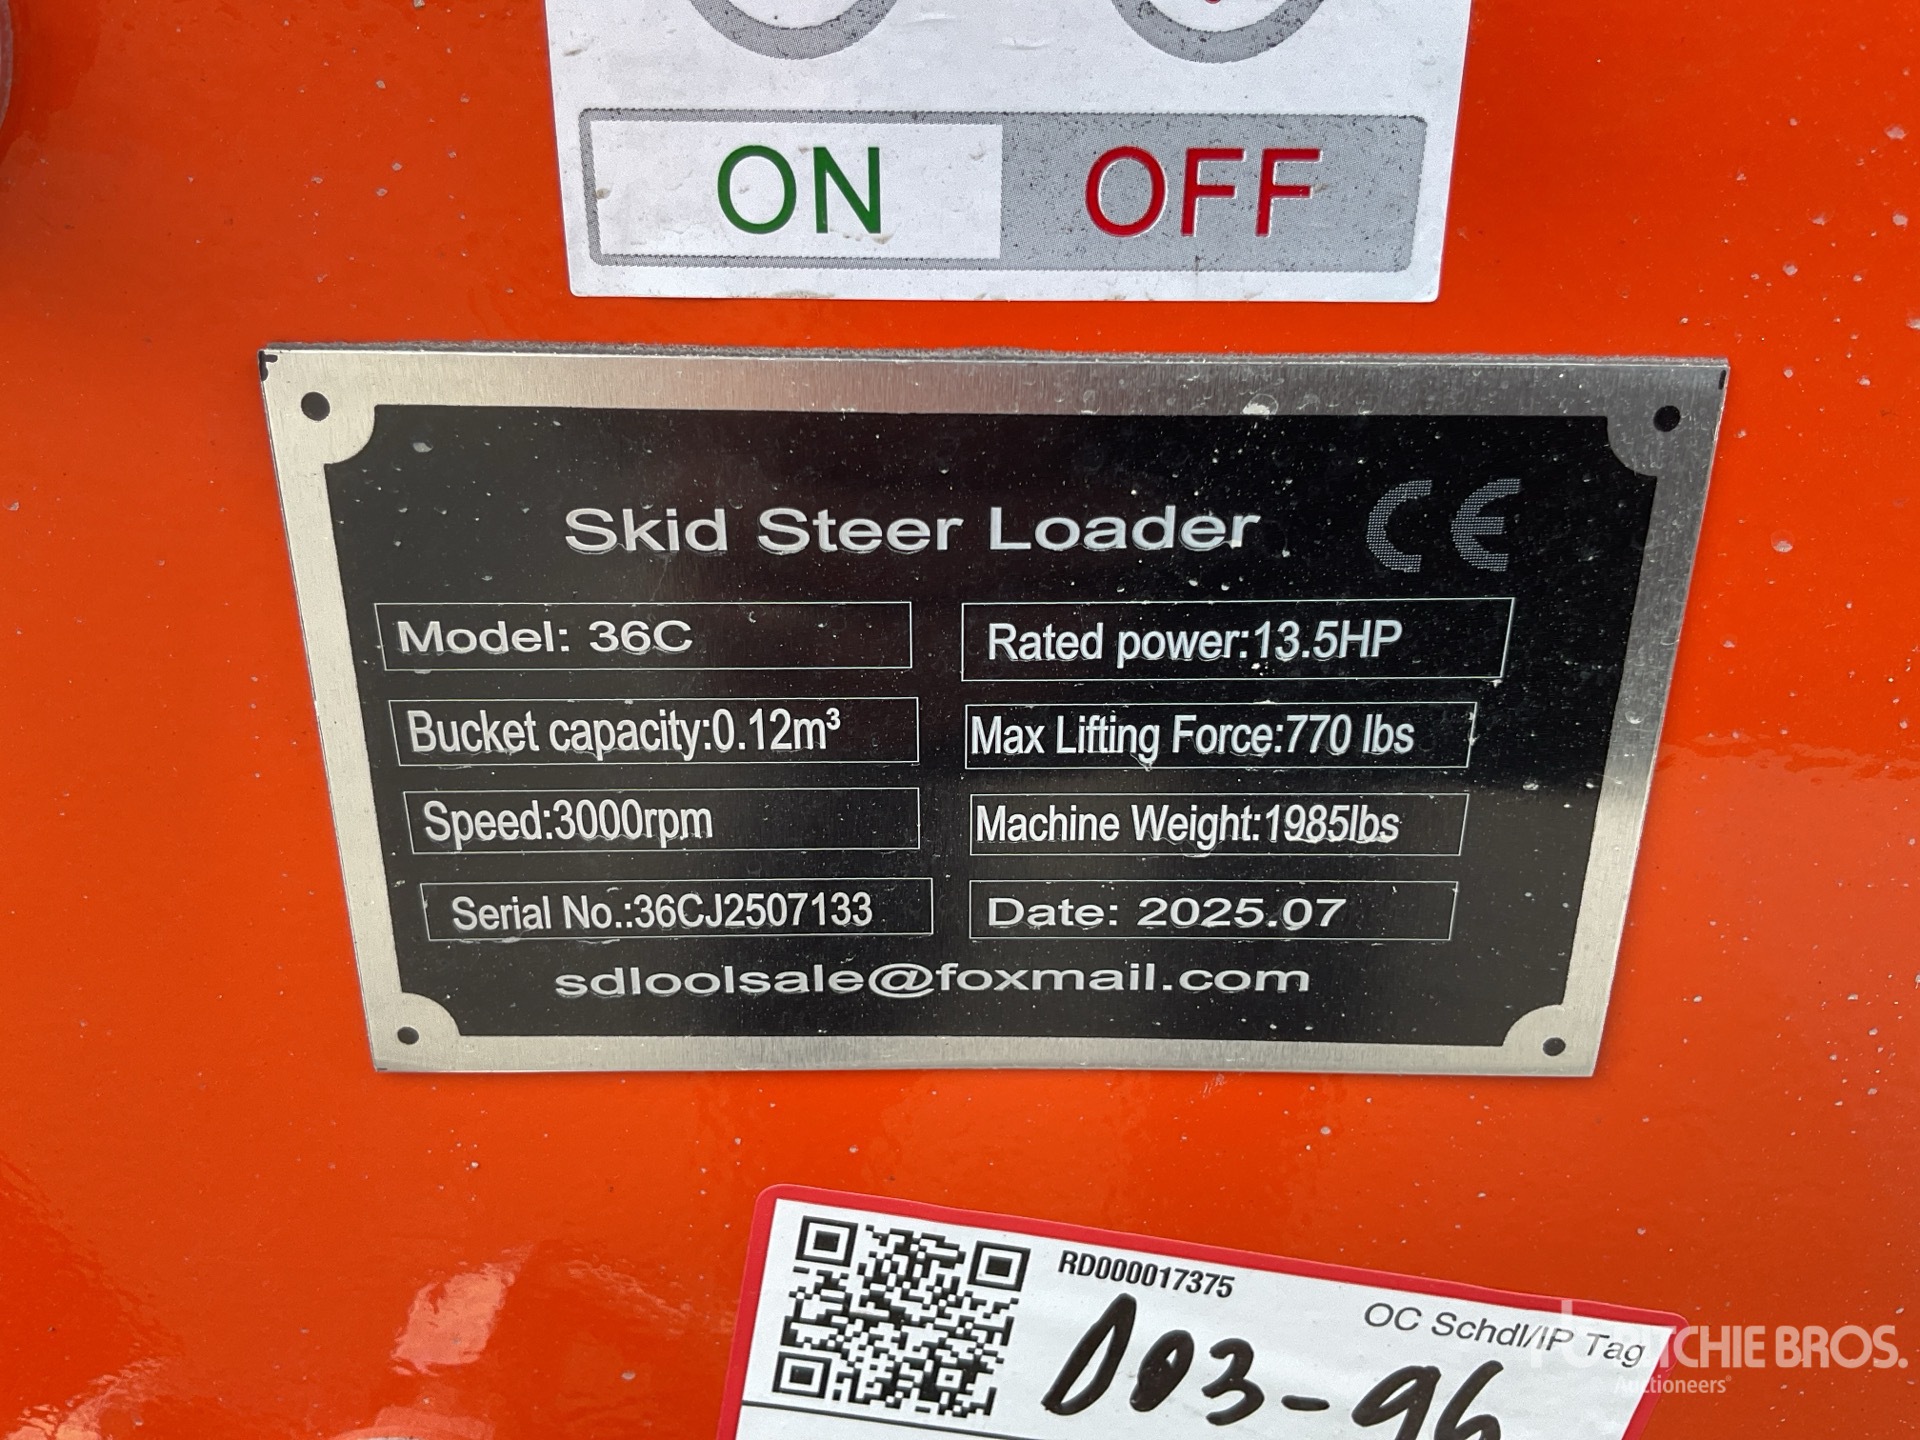 ON OFF
Skid Steer Loader CE
Model: 36C
Rated power:13.5HP
Bucket capacity:0.12m³
Max Lifting Force:770 lbs
Speed:3000rpm
Machine Weight:1985lbs
Serial No.:36CJ2507133
Date: 2025.07
sdloolsale@foxmail.com
RD000017375
OC Schdl/IP Tag
D03-96
RITCHIE BROS.
Auctioneers